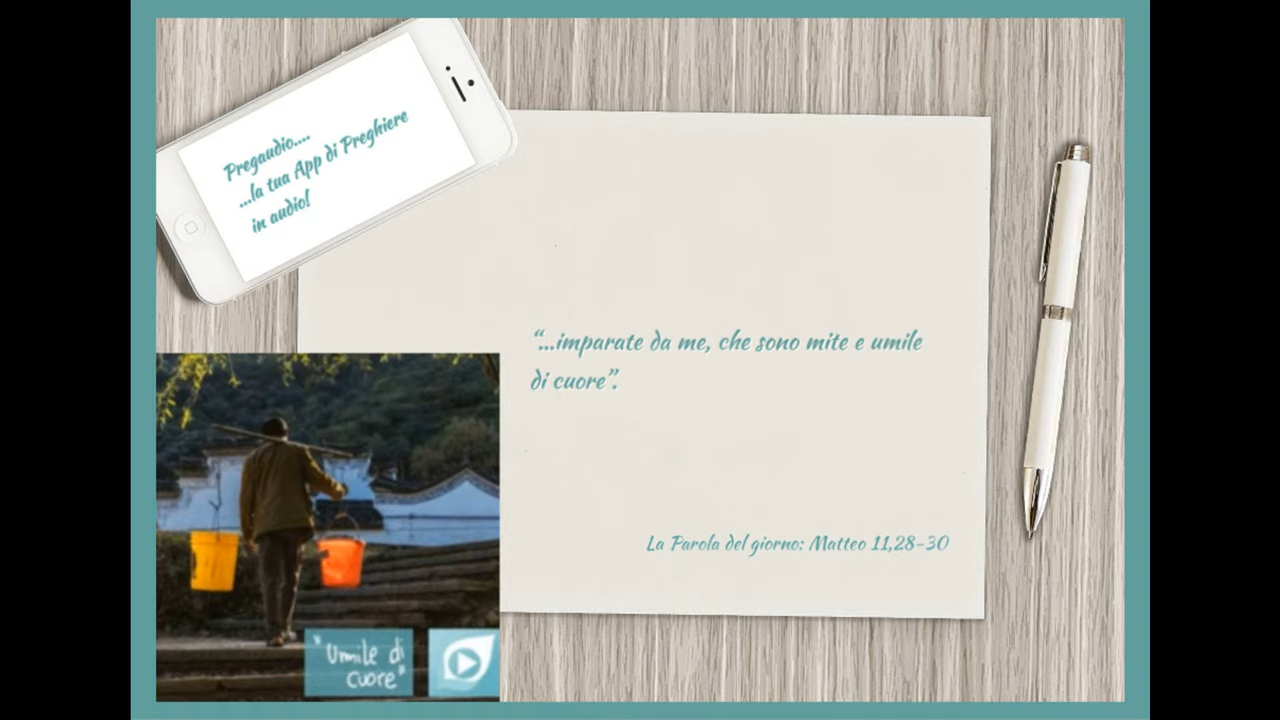 Pregaudio....
...la tua App di Preghiere
in audio!
“...imparate da me, che sono mite e umile
di cuore”.
La Parola del giorno: Matteo 11,28-30
"Umile di
cuore"